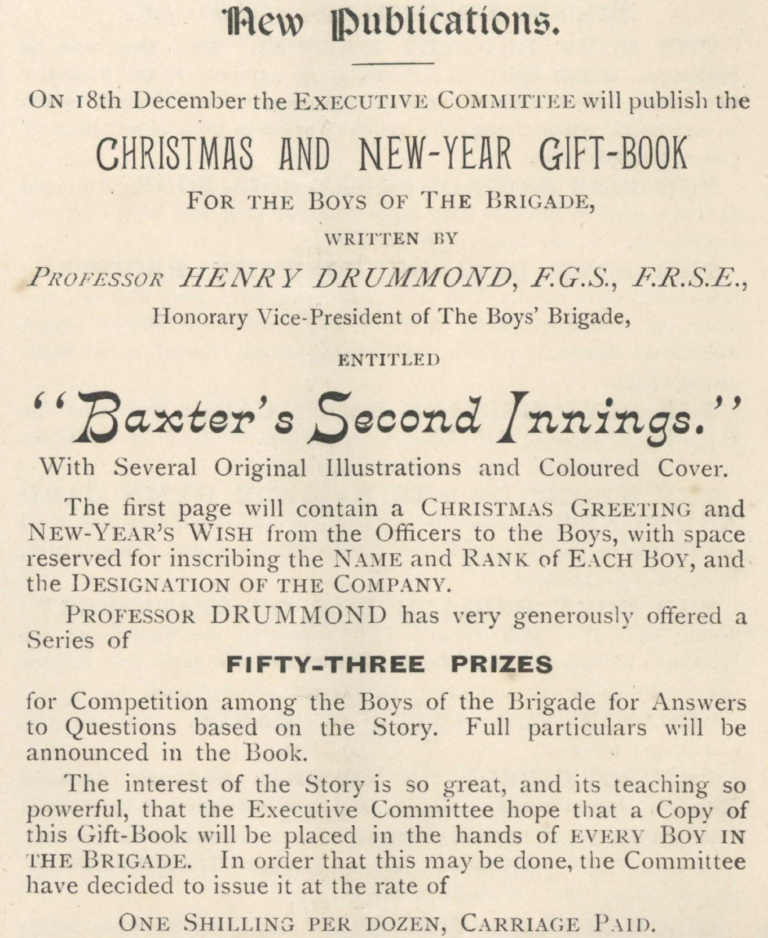 New Publications.
On 18th December the Executive Committee will publish the
CHRISTMAS AND NEW-YEAR GIFT-BOOK
For the Boys of The Brigade,
WRITTEN BY
Professor HENRY DRUMMOND, F.G.S., F.R.S.E.,
Honorary Vice-President of The Boys' Brigade,
ENTITLED
"Baxter's Second Innings."
With Several Original Illustrations and Coloured Cover.
The first page will contain a Christmas Greeting and
New-Year's Wish from the Officers to the Boys, with space
reserved for inscribing the Name and Rank of Each Boy, and
the Designation of the Company.
Professor DRUMMOND has very generously offered a
Series of
FIFTY-THREE PRIZES
for Competition among the Boys of the Brigade for Answers
to Questions based on the Story. Full particulars will be
announced in the Book.
The interest of the Story is so great, and its teaching so
powerful, that the Executive Committee hope that a Copy of
this Gift-Book will be placed in the hands of every Boy in
the Brigade. In order that this may be done, the Committee
have decided to issue it at the rate of
One Shilling per dozen, Carriage Paid.